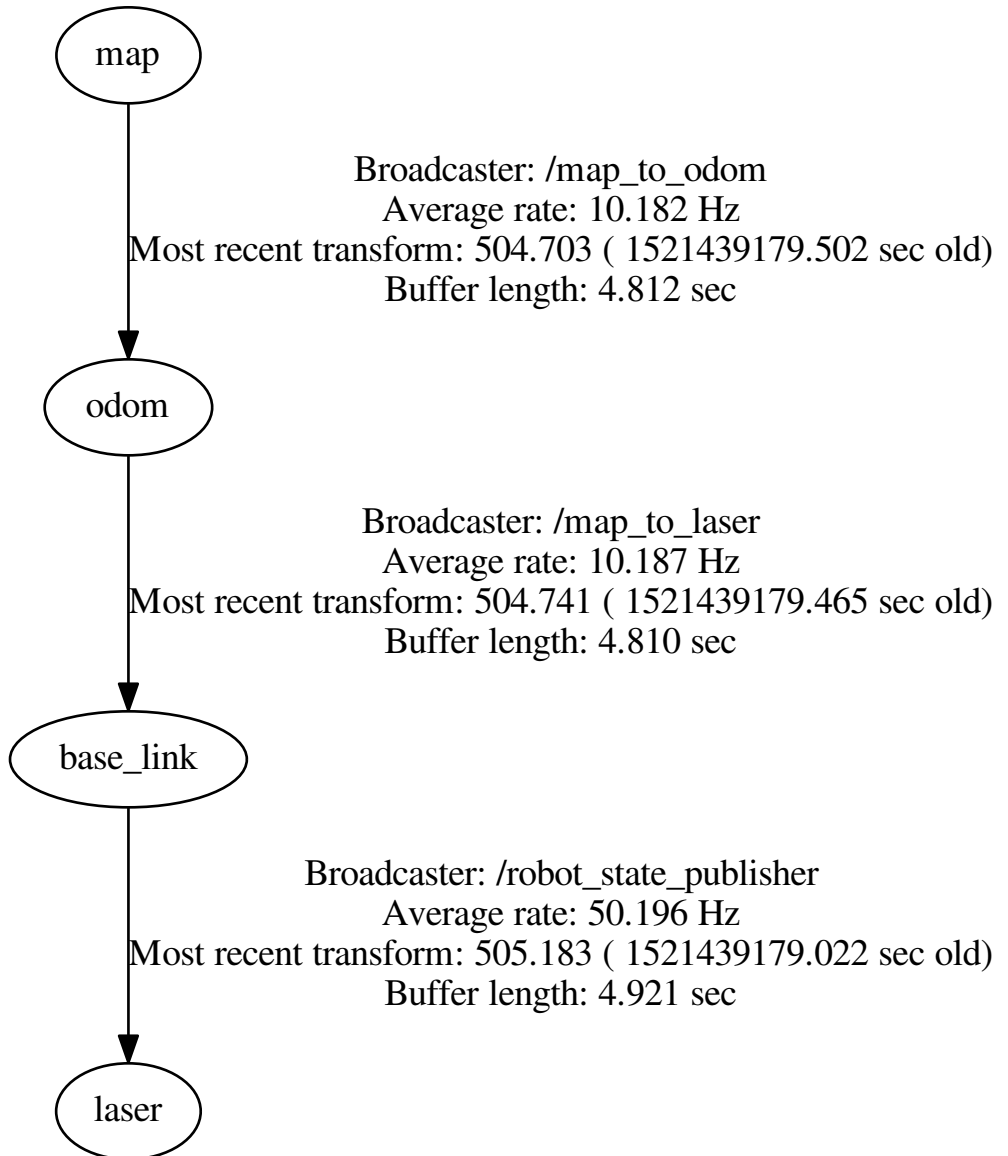 map
Broadcaster: /map_to_odom
Average rate: 10.182 Hz
Most recent transform: 504.703 ( 1521439179.502 sec old)
Buffer length: 4.812 sec
odom
Broadcaster: /map_to_laser
Average rate: 10.187 Hz
Most recent transform: 504.741 ( 1521439179.465 sec old)
Buffer length: 4.810 sec
base_link
Broadcaster: /robot_state_publisher
Average rate: 50.196 Hz
Most recent transform: 505.183 ( 1521439179.022 sec old)
Buffer length: 4.921 sec
laser